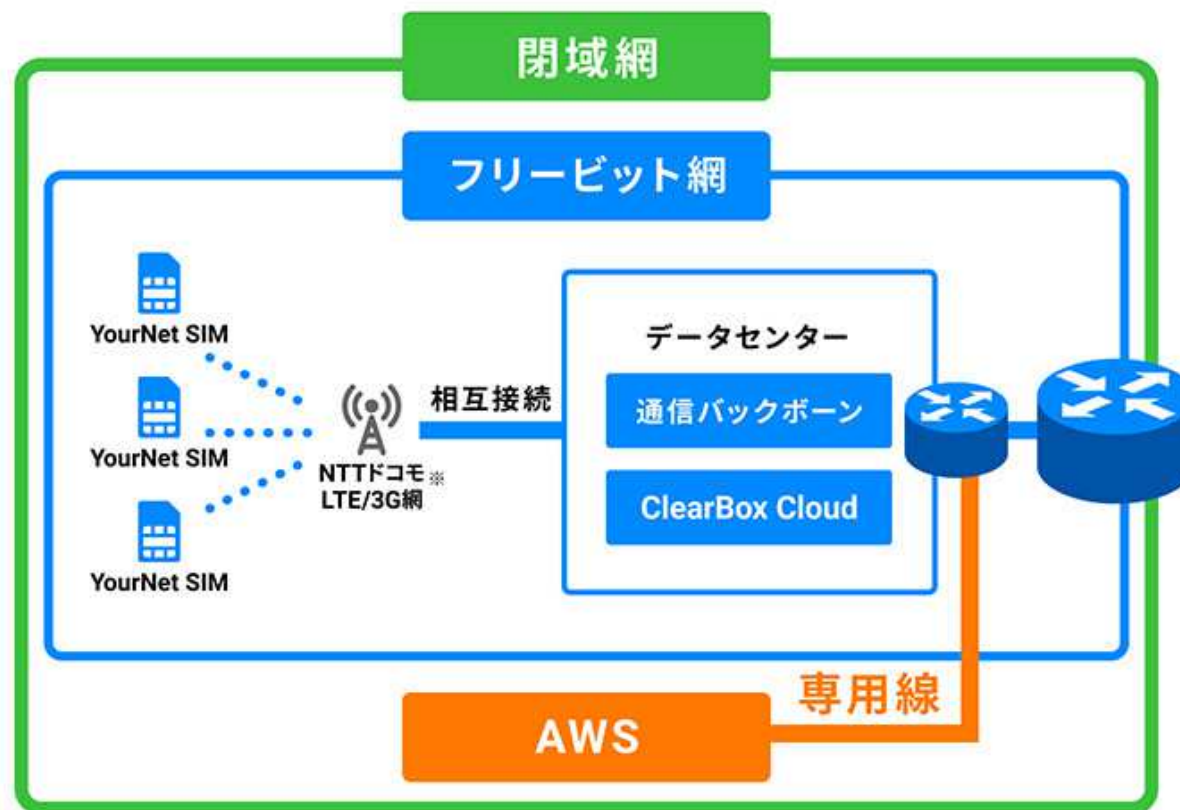 閉域網
フリービット網
YourNet SIM
YourNet SIM
YourNet SIM
NTTドコモ※
LTE/3G網
相互接続
データセンター
通信バックボーン
ClearBox Cloud
専用線
AWS